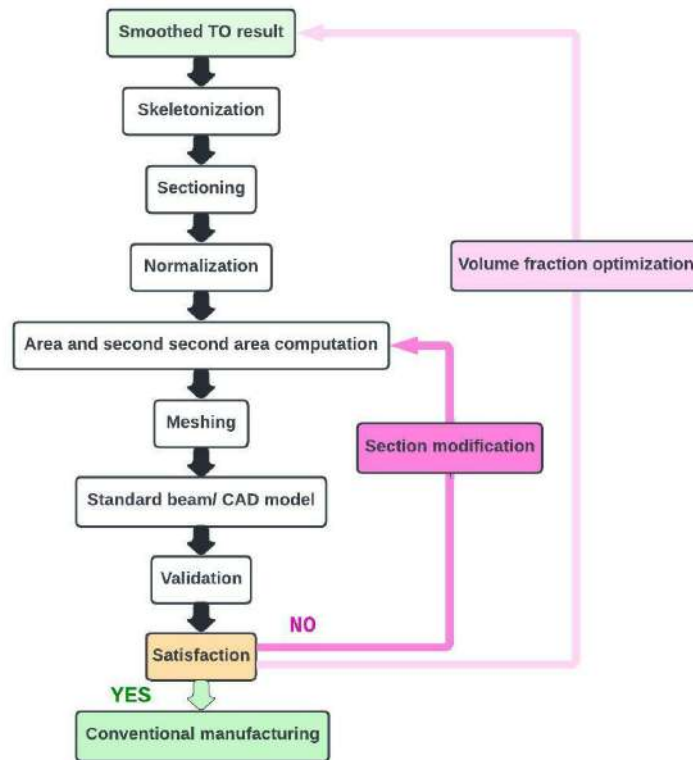 Smoothed TO result
Skeletonization
Sectioning
Normalization
Volume fraction optimization
Area and second second area computation
Meshing
Section modification
Standard beam/ CAD model
Validation
NO
Satisfaction
YES
Conventional manufacturing